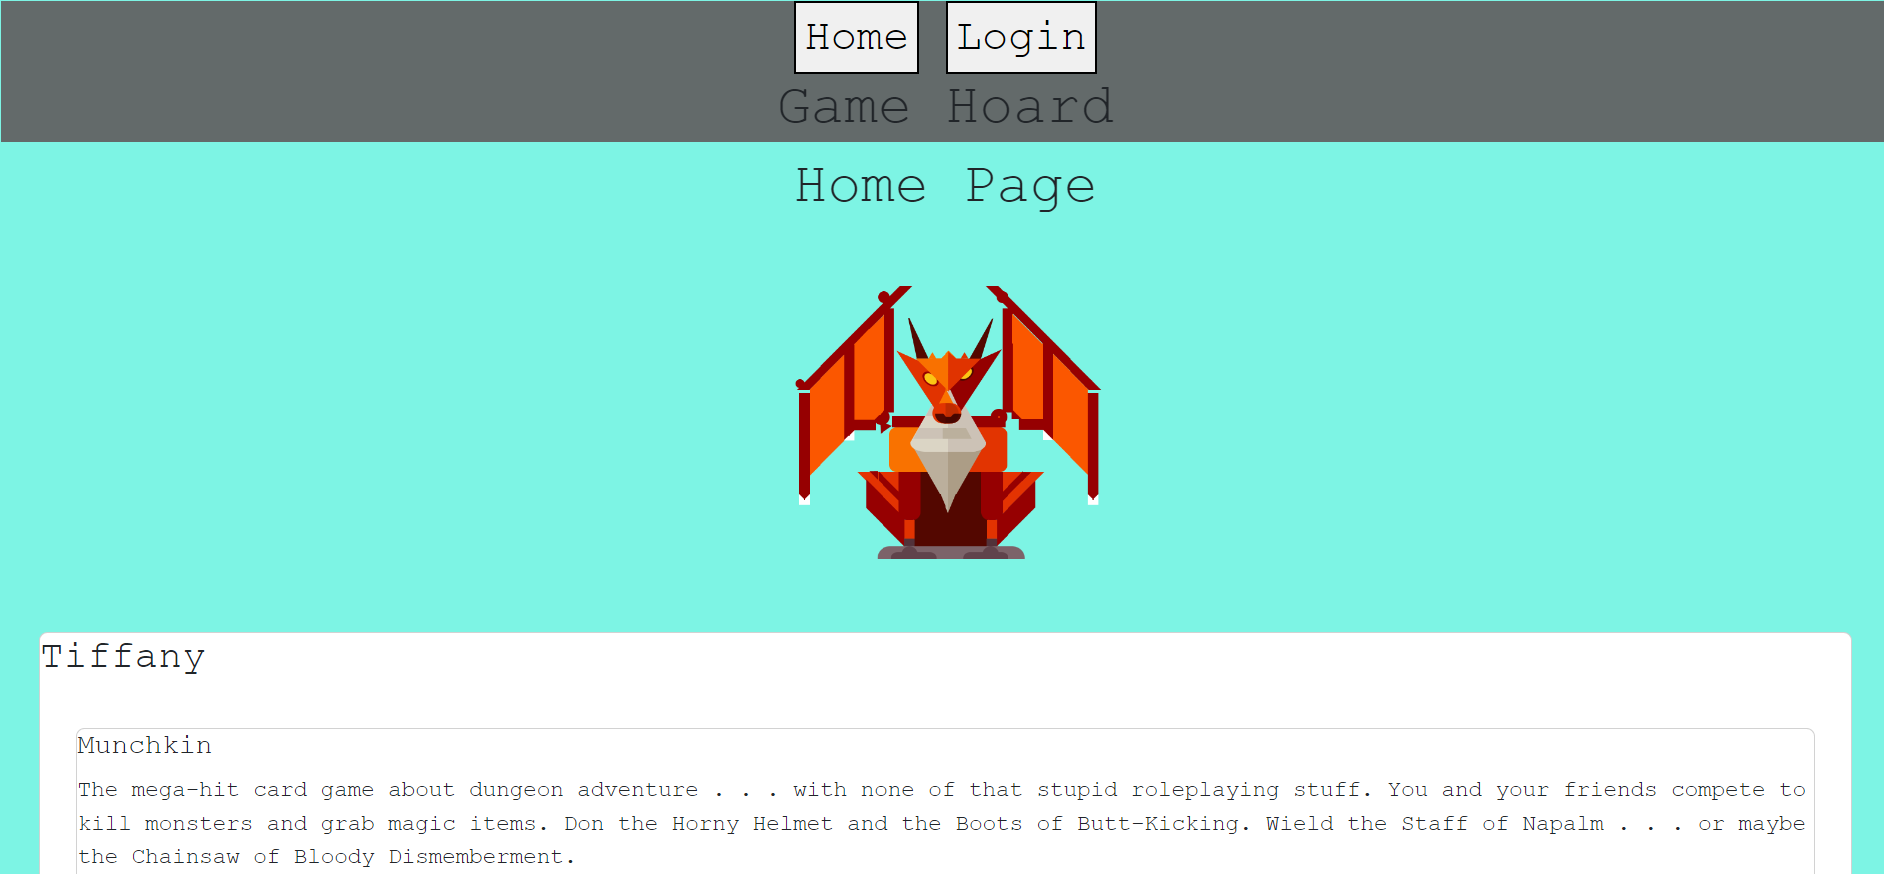 Home Login
Game Hoard
Home Page
Tiffany
Munchkin
The mega-hit card game about dungeon adventure . . . with none of that stupid roleplaying stuff. You and your friends compete to
kill monsters and grab magic items. Don the Horny Helmet and the Boots of Butt-Kicking. Wield the Staff of Napalm . . . or maybe
the Chainsaw of Bloody Dismemberment.